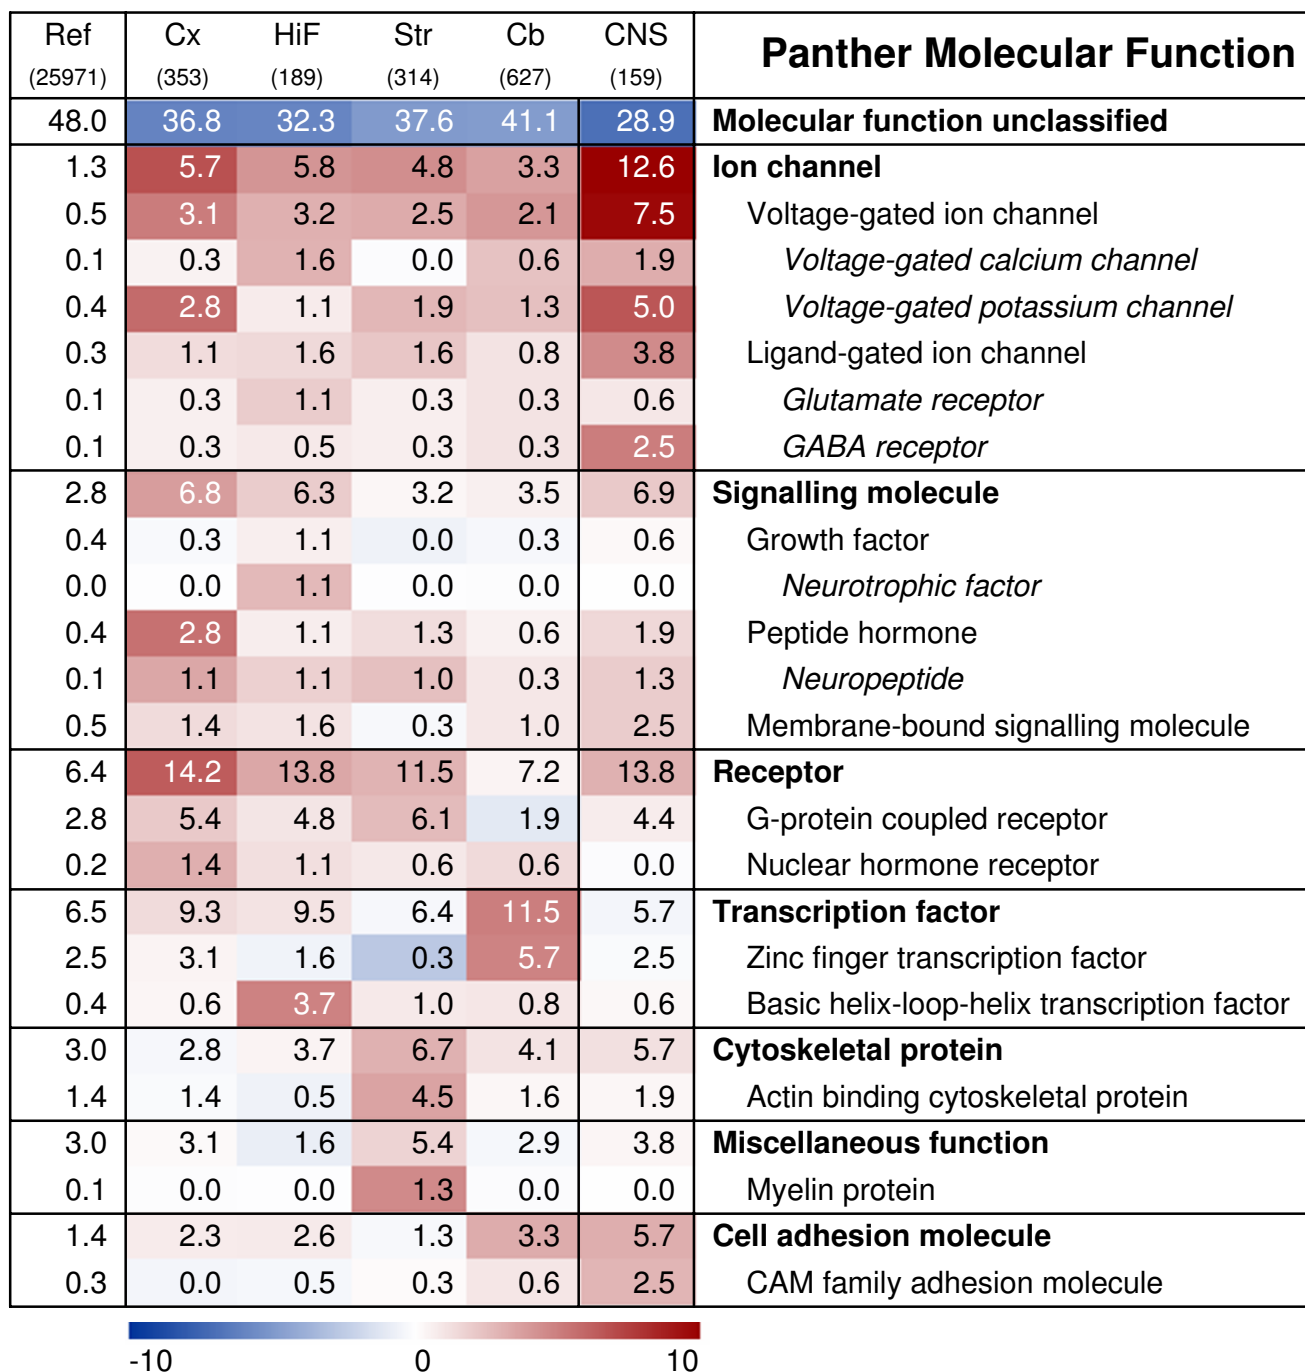 Ref Cx HiF Str Cb CNS Panther Molecular Function
(25971) (353) (189) (314) (627) (159)
48.0 36.8 32.3 37.6 41.1 28.9 Molecular function unclassified
1.3 5.7 5.8 4.8 3.3 12.6 Ion channel
0.5 3.1 3.2 2.5 2.1 7.5 Voltage-gated ion channel
0.1 0.3 1.6 0.0 0.6 1.9 Voltage-gated calcium channel
0.4 2.8 1.1 1.9 1.3 5.0 Voltage-gated potassium channel
0.3 1.1 1.6 1.6 0.8 3.8 Ligand-gated ion channel
0.1 0.3 1.1 0.3 0.3 0.6 Glutamate receptor
0.1 0.3 0.5 0.3 0.3 2.5 GABA receptor
2.8 6.8 6.3 3.2 3.5 6.9 Signalling molecule
0.4 0.3 1.1 0.0 0.3 0.6 Growth factor
0.0 0.0 1.1 0.0 0.0 0.0 Neurotrophic factor
0.4 2.8 1.1 1.3 0.6 1.9 Peptide hormone
0.1 1.1 1.1 1.0 0.3 1.3 Neuropeptide
0.5 1.4 1.6 0.3 1.0 2.5 Membrane-bound signalling molecule
6.4 14.2 13.8 11.5 7.2 13.8 Receptor
2.8 5.4 4.8 6.1 1.9 4.4 G-protein coupled receptor
0.2 1.4 1.1 0.6 0.6 0.0 Nuclear hormone receptor
6.5 9.3 9.5 6.4 11.5 5.7 Transcription factor
2.5 3.1 1.6 0.3 5.7 2.5 Zinc finger transcription factor
0.4 0.6 3.7 1.0 0.8 0.6 Basic helix-loop-helix transcription factor
3.0 2.8 3.7 6.7 4.1 5.7 Cytoskeletal protein
1.4 1.4 0.5 4.5 1.6 1.9 Actin binding cytoskeletal protein
3.0 3.1 1.6 5.4 2.9 3.8 Miscellaneous function
0.1 0.0 0.0 1.3 0.0 0.0 Myelin protein
1.4 2.3 2.6 1.3 3.3 5.7 Cell adhesion molecule
0.3 0.0 0.5 0.3 0.6 2.5 CAM family adhesion molecule
-10 0 10